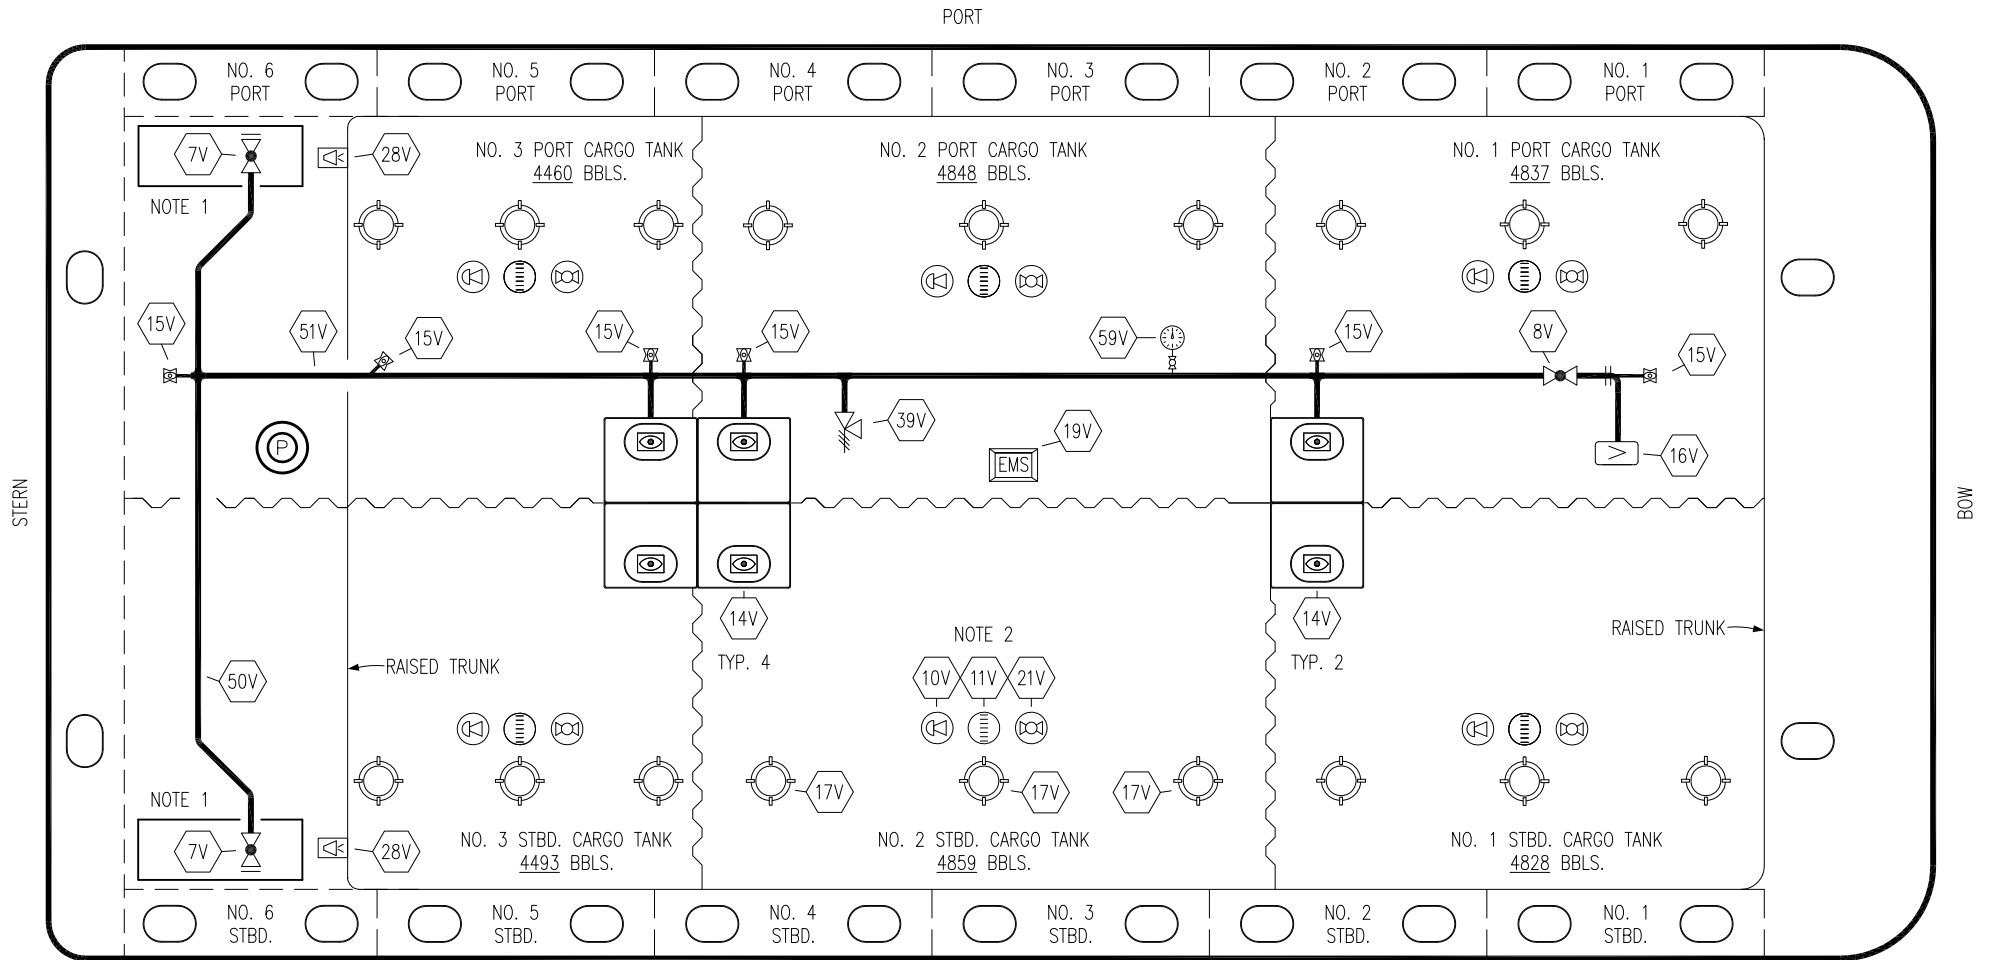 PORT
NO. 6
PORT
NO. 5
PORT
NO. 4
PORT
NO. 3
PORT
NO. 2
PORT
NO. 1
PORT
7V
28V
NOTE 1
NO. 3 PORT CARGO TANK
4460 BBLS.
NO. 2 PORT CARGO TANK
4848 BBLS.
NO. 1 PORT CARGO TANK
4837 BBLS.
15V
51V
15V
15V
15V
59V
15V
8V
15V
39V
19V
16V
P
EMS
STERN
BOW
14V
TYP. 4
14V
TYP. 2
NOTE 2
10V
11V
21V
RAISED TRUNK
RAISED TRUNK
50V
17V
17V
17V
NOTE 1
7V
28V
NO. 3 STBD. CARGO TANK
4493 BBLS.
NO. 2 STBD. CARGO TANK
4859 BBLS.
NO. 1 STBD. CARGO TANK
4828 BBLS.
NO. 6
STBD.
NO. 5
STBD.
NO. 4
STBD.
NO. 3
STBD.
NO. 2
STBD.
NO. 1
STBD.